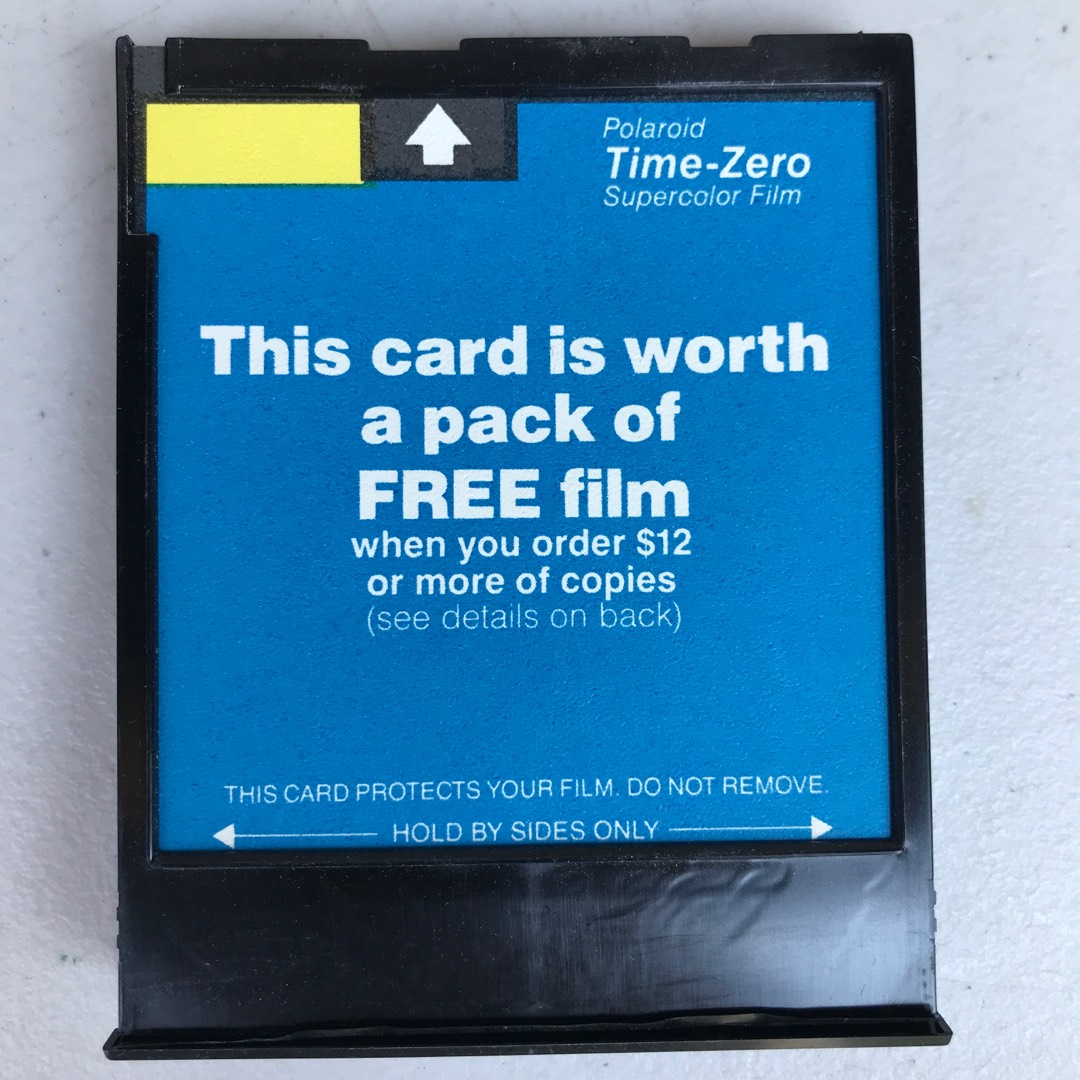 Polaroid
Time-Zero
Supercolor Film
This card is worth
a pack of
FREE film
when you order $12
or more of copies
(see details on back)
THIS CARD PROTECTS YOUR FILM. DO NOT REMOVE.
HOLD BY SIDES ONLY